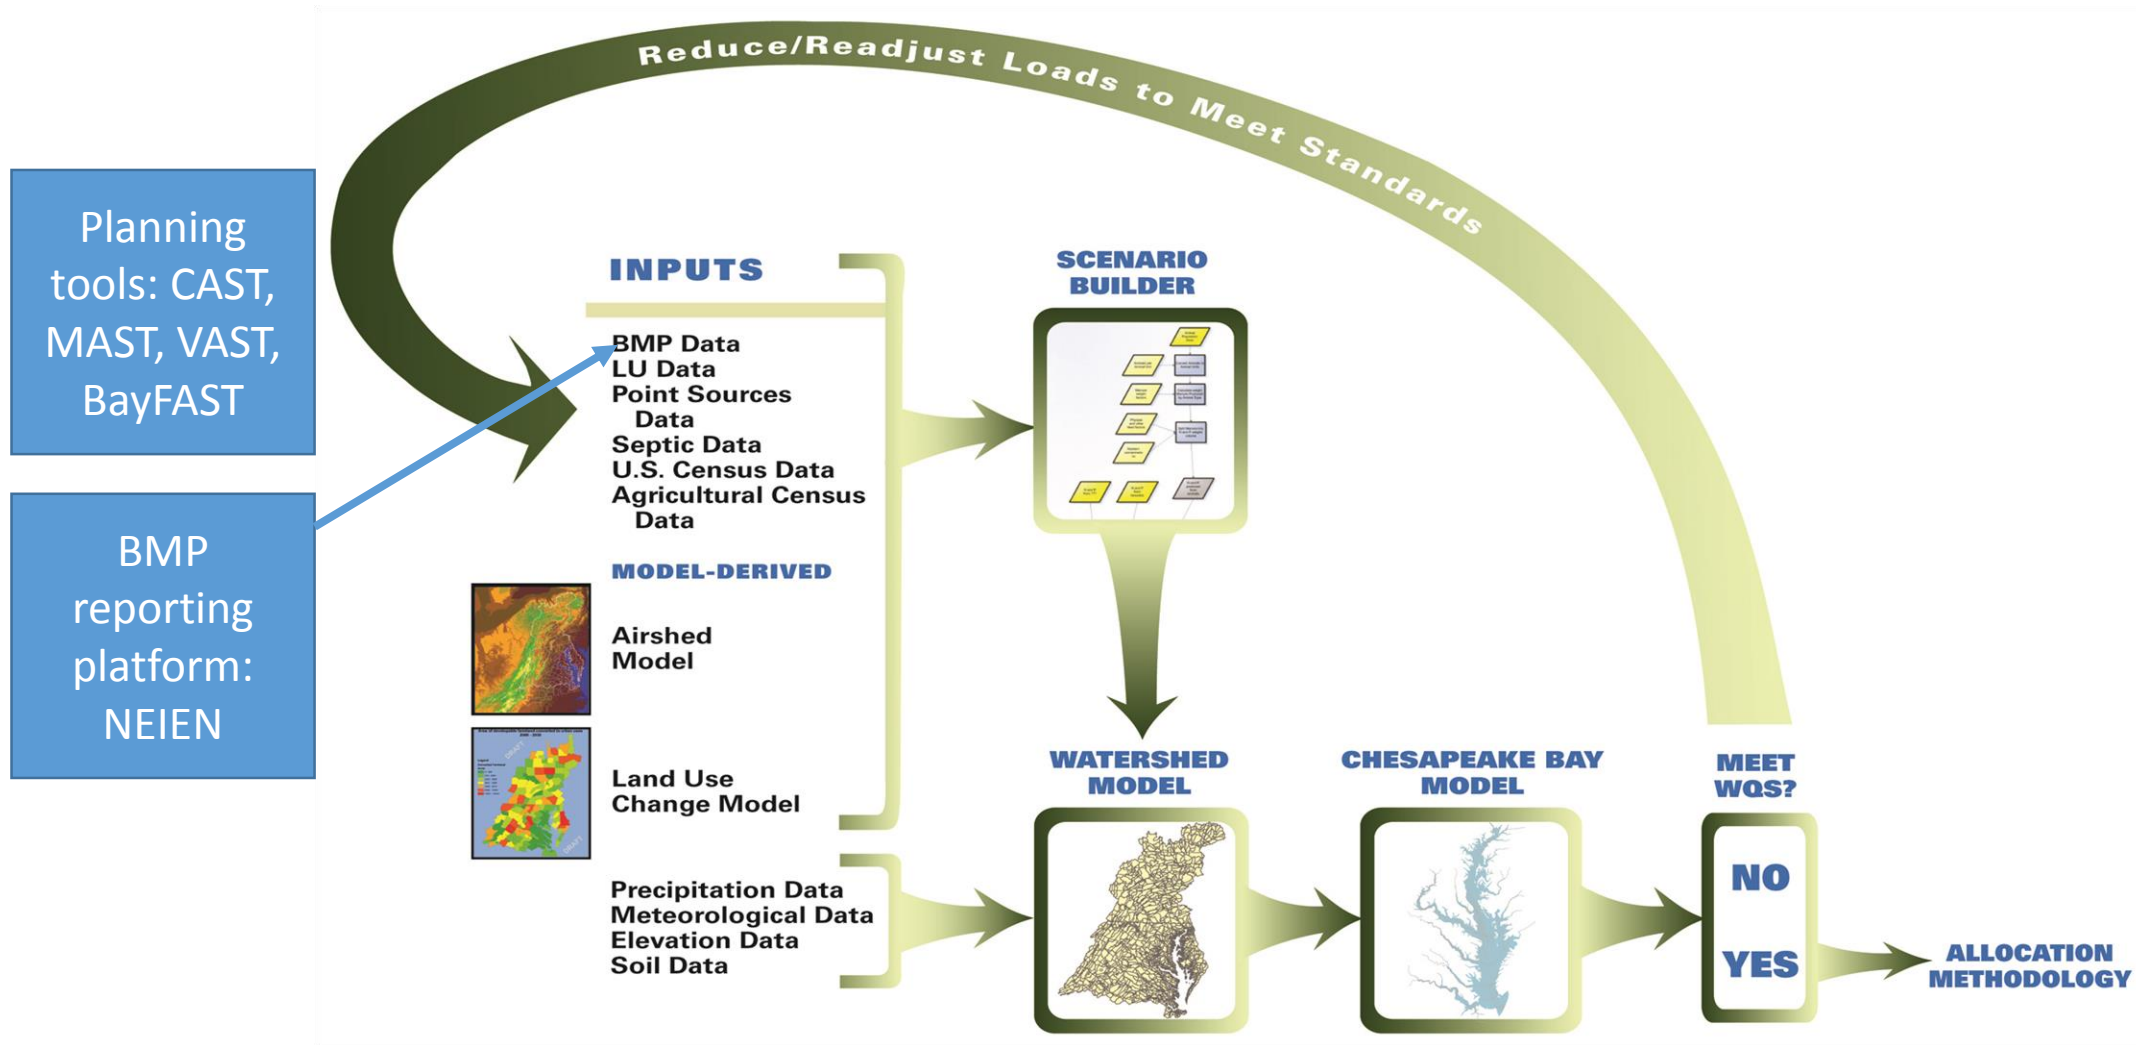 Reduce/Readjust Loads to Meet Standards
Planning
tools: CAST,
MAST, VAST,
BayFAST
BMP
reporting
platform:
NEIEN
INPUTS
BMP Data
LU Data
Point Sources
Data
Septic Data
U.S. Census Data
Agricultural Census
Data
MODEL-DERIVED
Airshed
Model
Land Use
Change Model
Precipitation Data
Meteorological Data
Elevation Data
Soil Data
SCENARIO
BUILDER
WATERSHED
MODEL
CHESAPEAKE BAY
MODEL
MEET
WQS?
NO
YES
ALLOCATION
METHODOLOGY
DRAFT
DRAFT